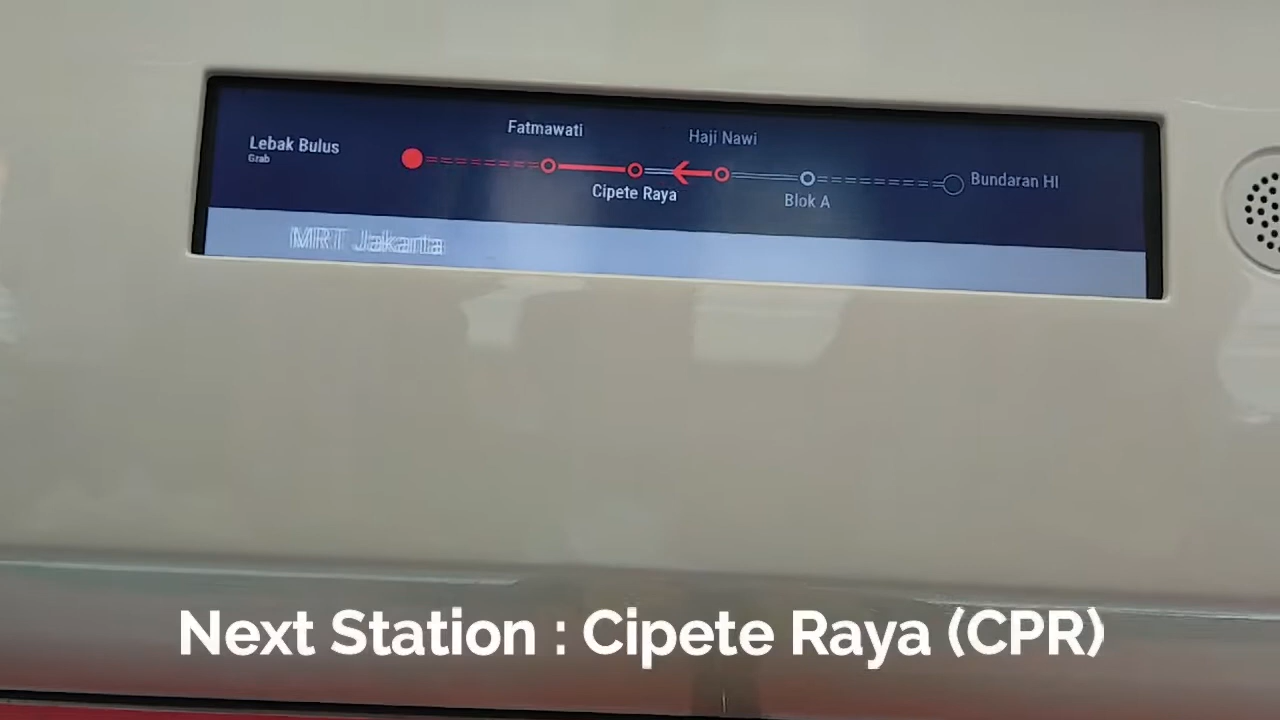 Fatmawati
Haji Nawi
Lebak Bulus
Grab
Bundaran HI
Cipete Raya
Blok A
MRT Jakarta
Next Station : Cipete Raya (CPR)